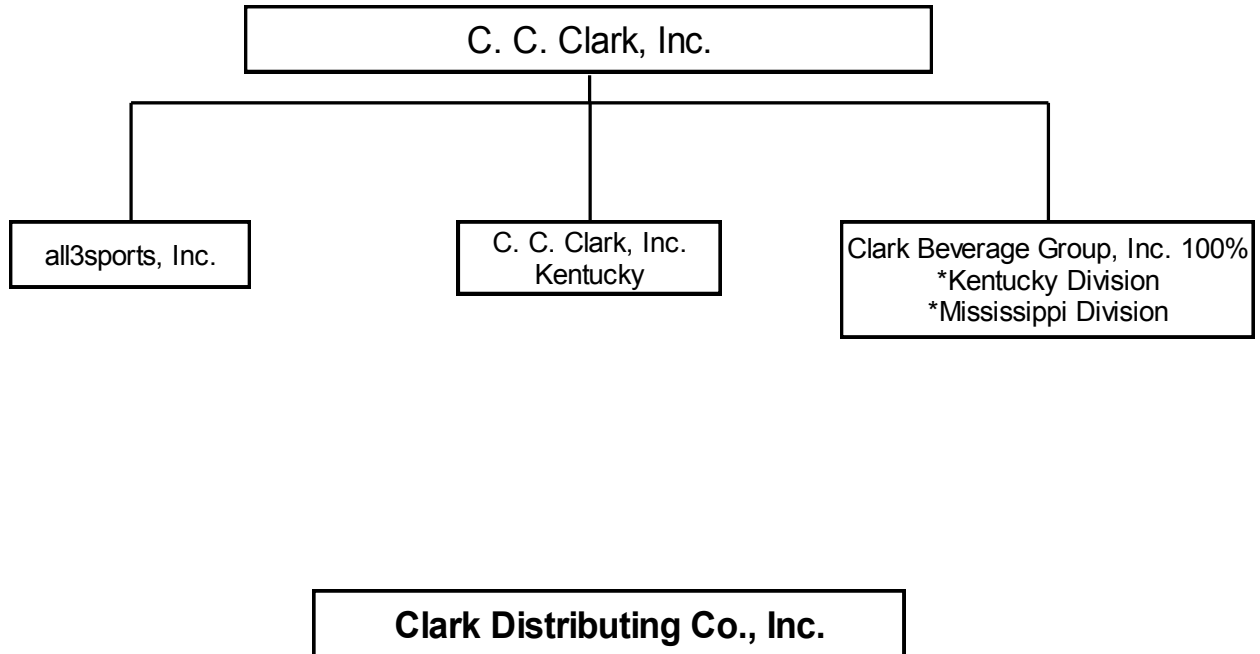 C. C. Clark, Inc.
all3sports, Inc.
C. C. Clark, Inc.
Kentucky
Clark Beverage Group, Inc. 100%
*Kentucky Division
*Mississippi Division
Clark Distributing Co., Inc.